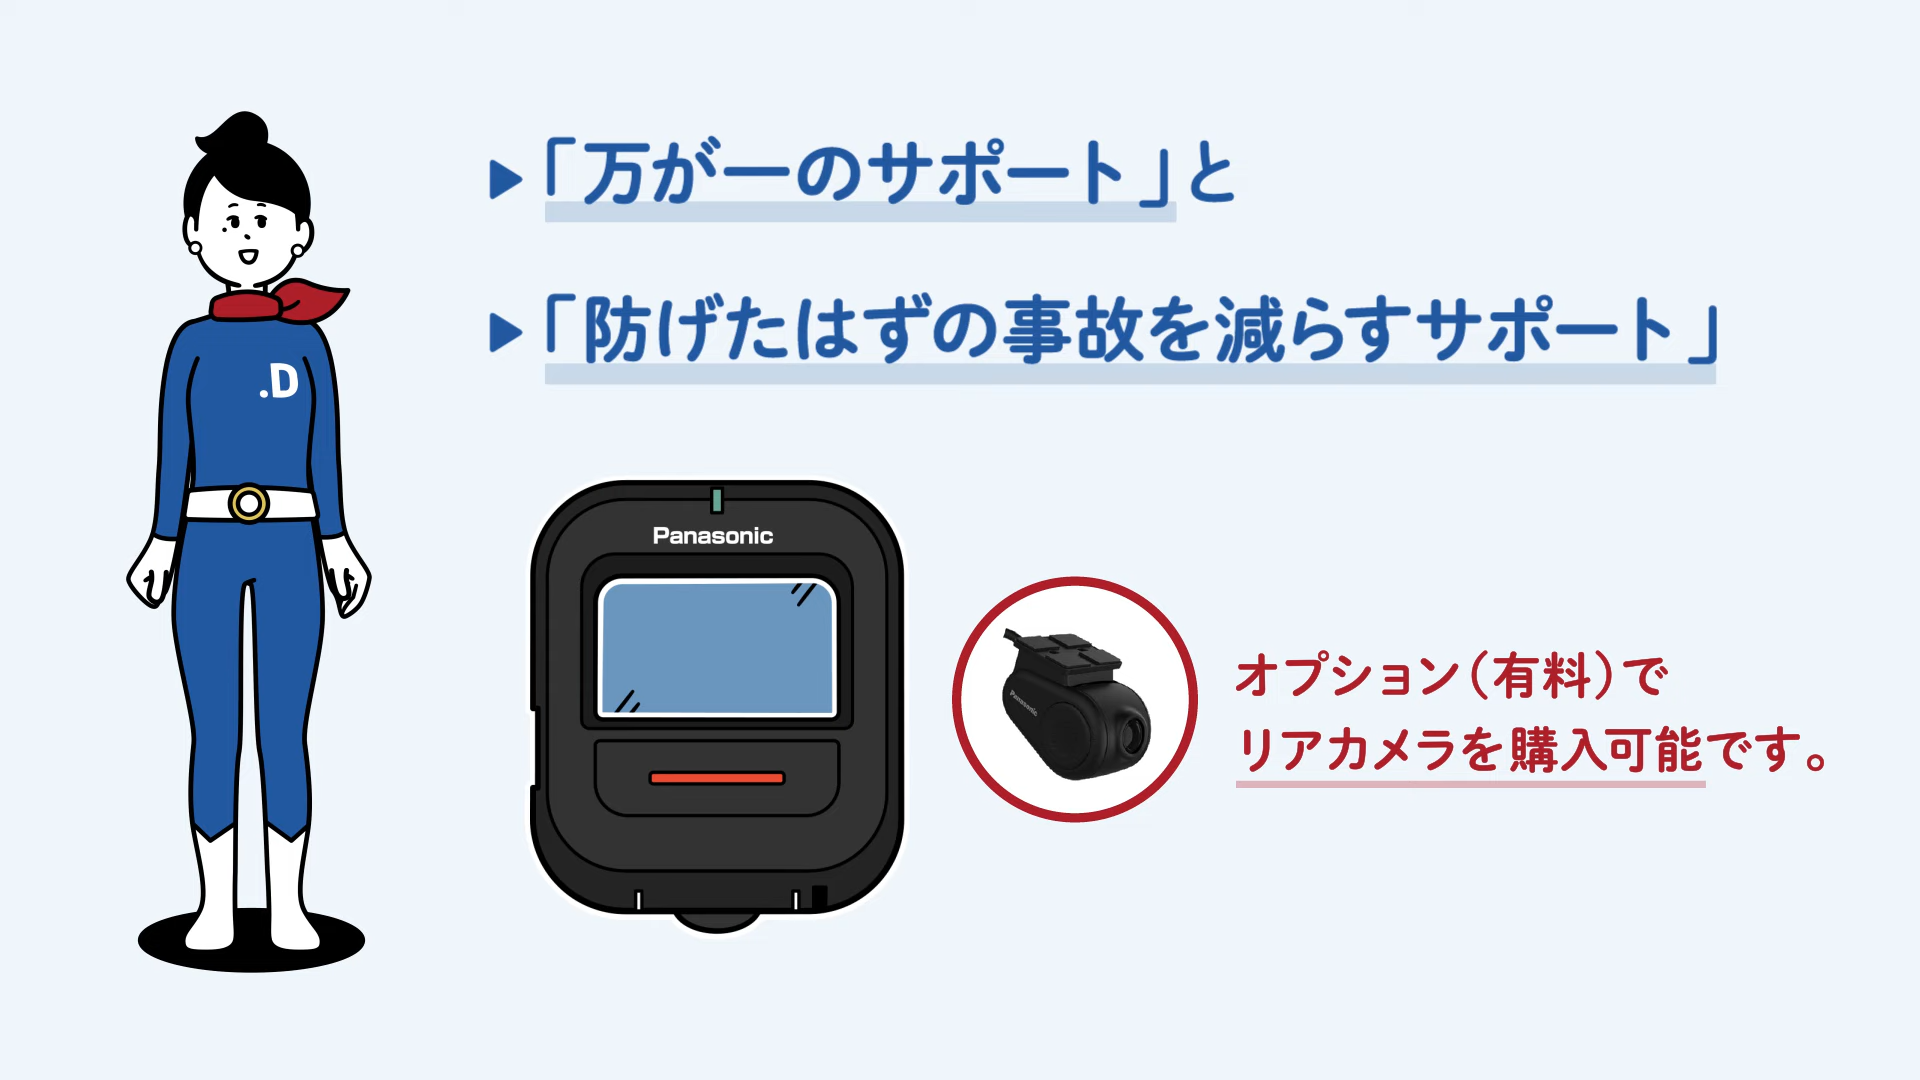 ▶「万が一のサポート」と
▶「防げたはずの事故を減らすサポート」
.D
Panasonic
Panasonic
オプション（有料）で
リアカメラを購入可能です。